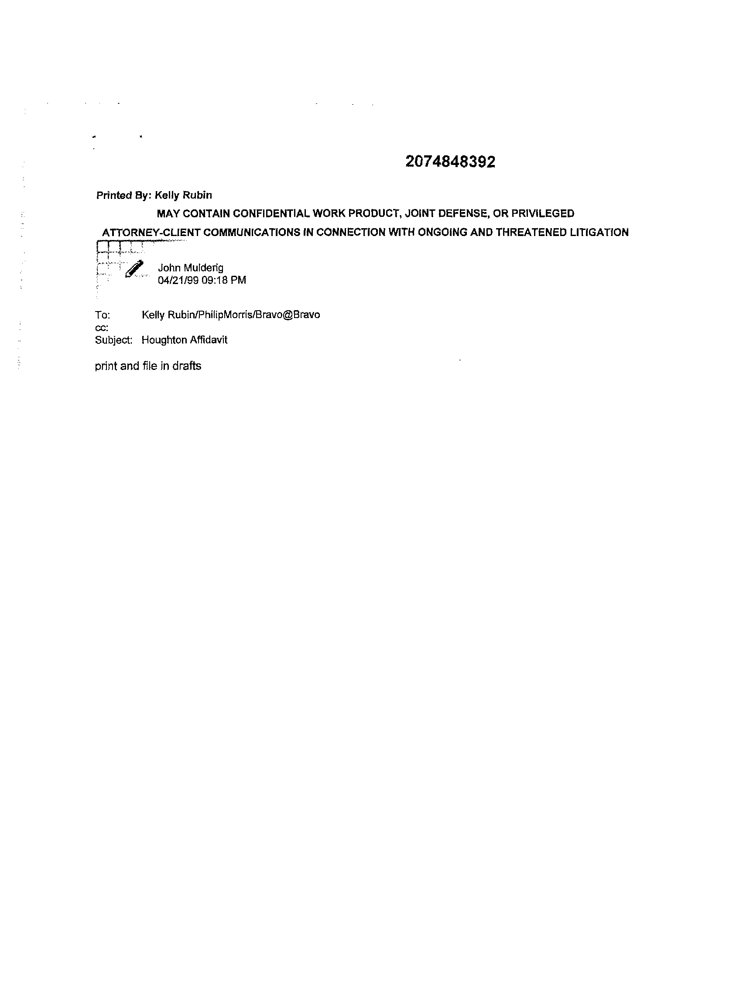 2074848392
Printed By: Kelly Rubin
MAY CONTAIN CONFIDENTIAL WORK PRODUCT, JOINT DEFENSE, OR PRIVILEGED
ATTORNEY-CLIENT COMMUNICATIONS IN CONNECTION WITH ONGOING AND THREATENED LITIGATION
John Mulderig
04/21/99 09:18 PM
To: Kelly Rubin/PhilipMorris/Bravo@Bravo
cc:
Subject: Houghton Affidavit
print and file in drafts